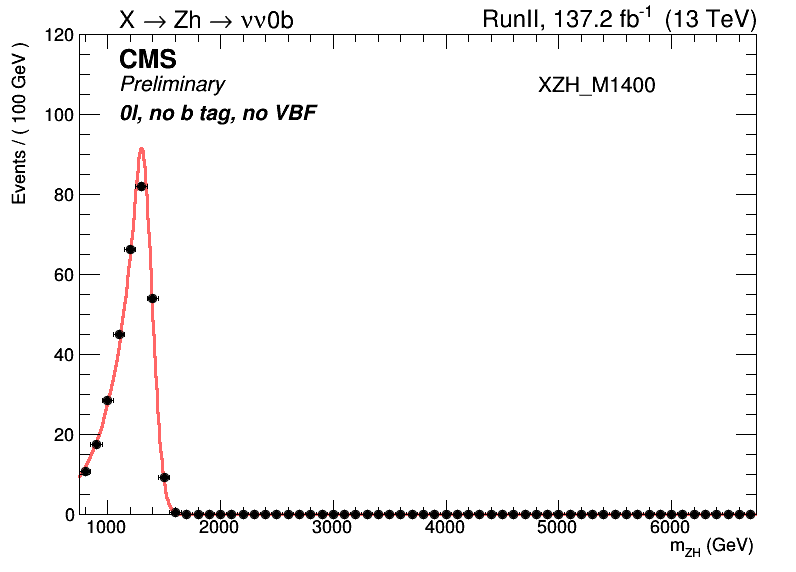 X → Zh → νν0b
RunII, 137.2 fb-1 (13 TeV)
CMS
Preliminary
0l, no b tag, no VBF
XZH_M1400
Events / ( 100 GeV )
120
100
80
60
40
20
0
1000 2000 3000 4000 5000 6000
mZH (GeV)